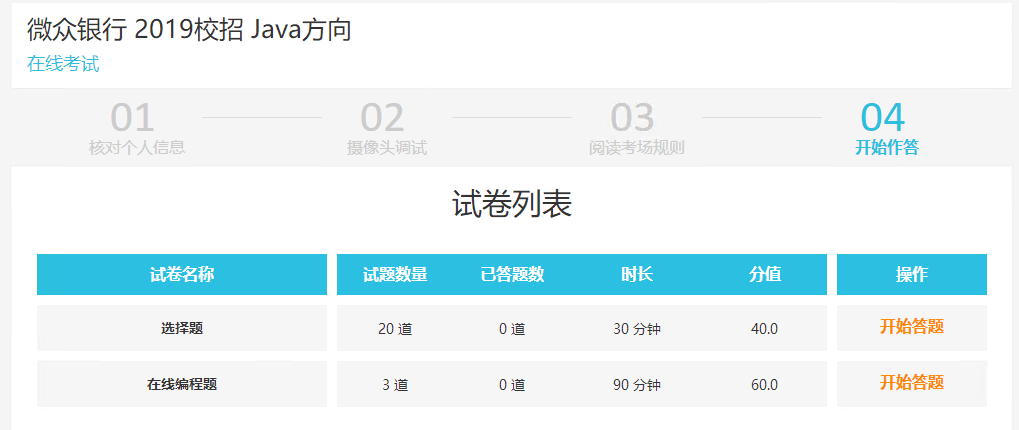 微众银行 2019校招 Java方向
在线考试
01 02 03 04
核对个人信息 摄像头调试 阅读考场规则 开始作答
试卷列表
试卷名称 试题数量 已答题数 时长 分值 操作
选择题 20 道 0 道 30 分钟 40.0 开始答题
在线编程题 3 道 0 道 90 分钟 60.0 开始答题